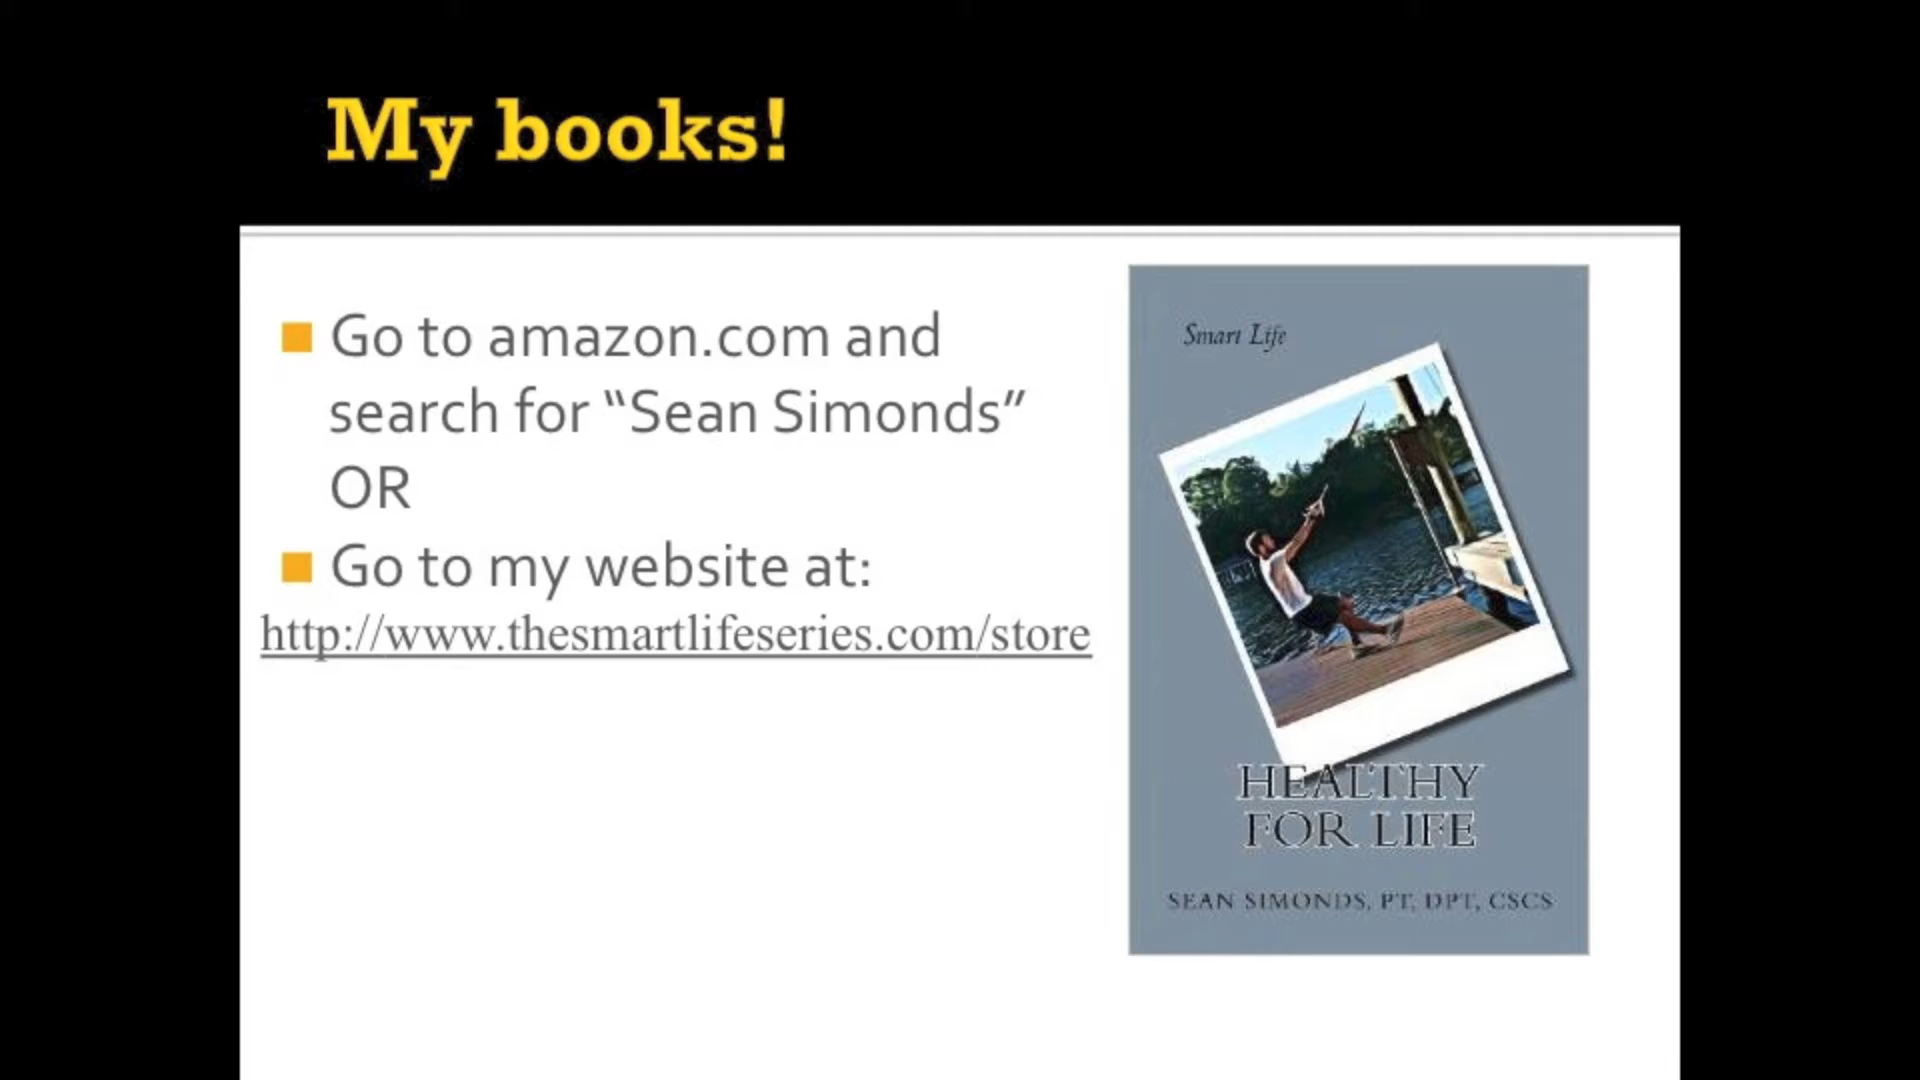 My books!
Go to amazon.com and
search for “Sean Simonds”
OR
Go to my website at:
http://www.thesmartlifeseries.com/store
Smart Life
HEALTHY
FOR LIFE
SEAN SIMONDS, PT, DPT, CSCS